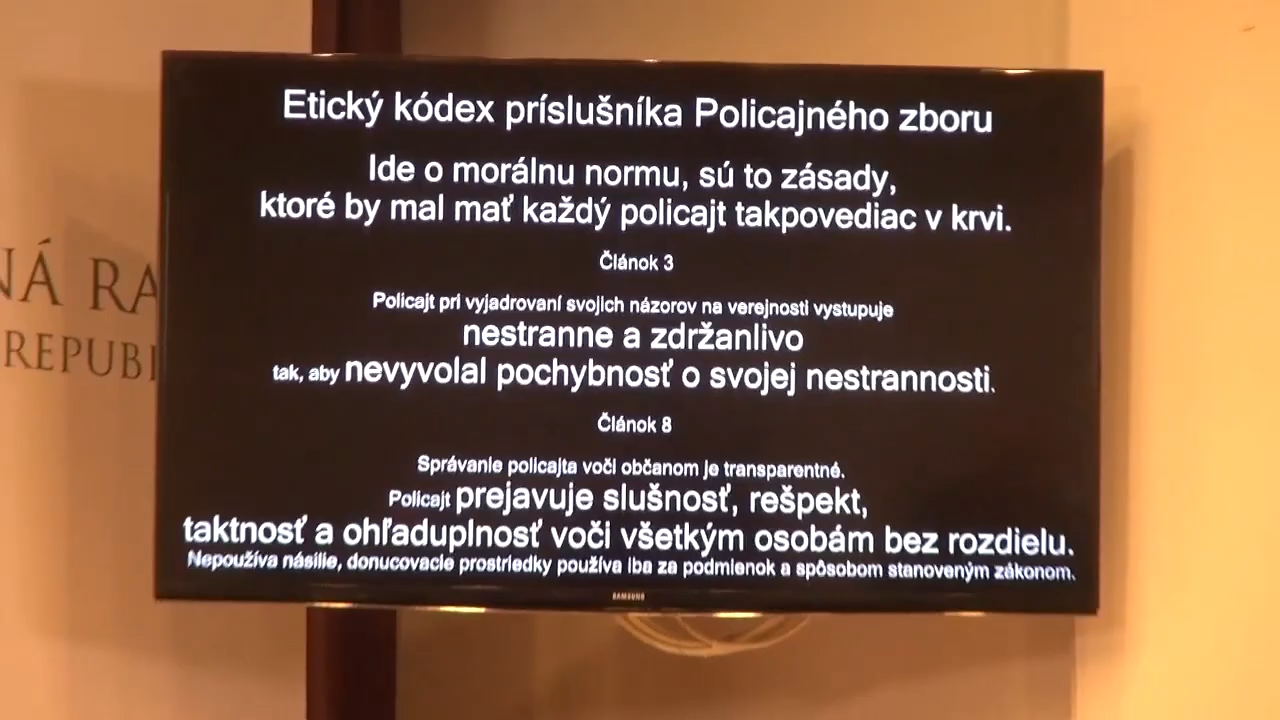 Etický kódex príslušníka Policajného zboru
Ide o morálnu normu, sú to zásady,
ktoré by mal mať každý policajt takpovediac v krvi.
Článok 3
Policajt pri vyjadrovaní svojich názorov na verejnosti vystupuje
nestranne a zdržanlivo
tak, aby nevyvolal pochybnosť o svojej nestrannosti.
Článok 8
Správanie policajta voči občanom je transparentné.
Policajt prejavuje slušnosť, rešpekt,
taktnosť a ohľaduplnosť voči všetkým osobám bez rozdielu.
Nepoužíva násilie, donucovacie prostriedky používa iba za podmienok a spôsobom stanoveným zákonom.
SAMSUNG
NÁ RA
REPUBI